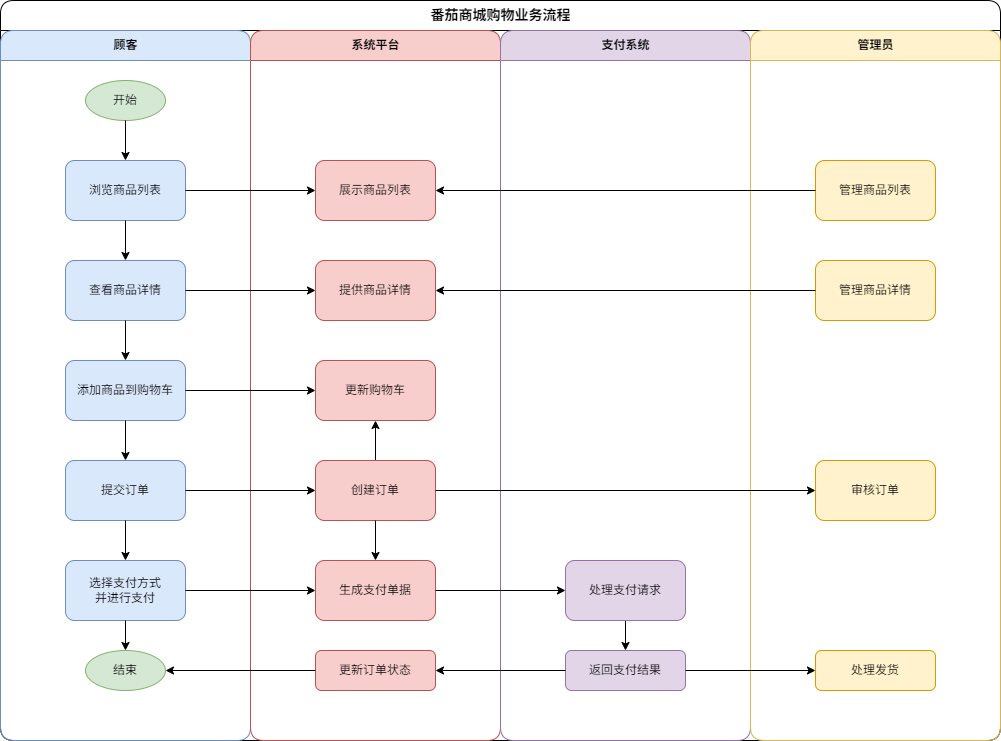 番茄商城购物业务流程
顾客
系统平台
支付系统
管理员
开始
浏览商品列表
展示商品列表
管理商品列表
查看商品详情
提供商品详情
管理商品详情
添加商品到购物车
更新购物车
提交订单
创建订单
审核订单
选择支付方式
并进行支付
生成支付单据
处理支付请求
结束
更新订单状态
返回支付结果
处理发货